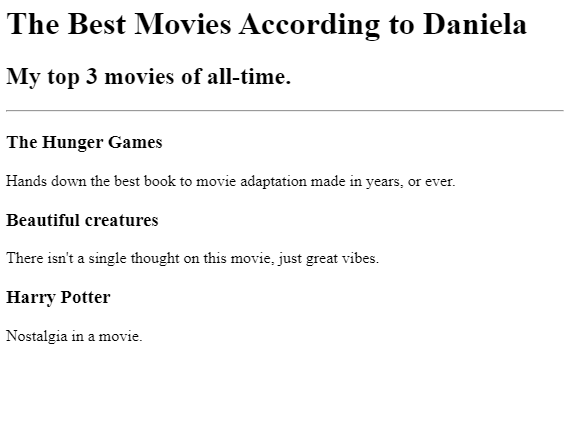 The Best Movies According to Daniela
My top 3 movies of all-time.
The Hunger Games
Hands down the best book to movie adaptation made in years, or ever.
Beautiful creatures
There isn't a single thought on this movie, just great vibes.
Harry Potter
Nostalgia in a movie.